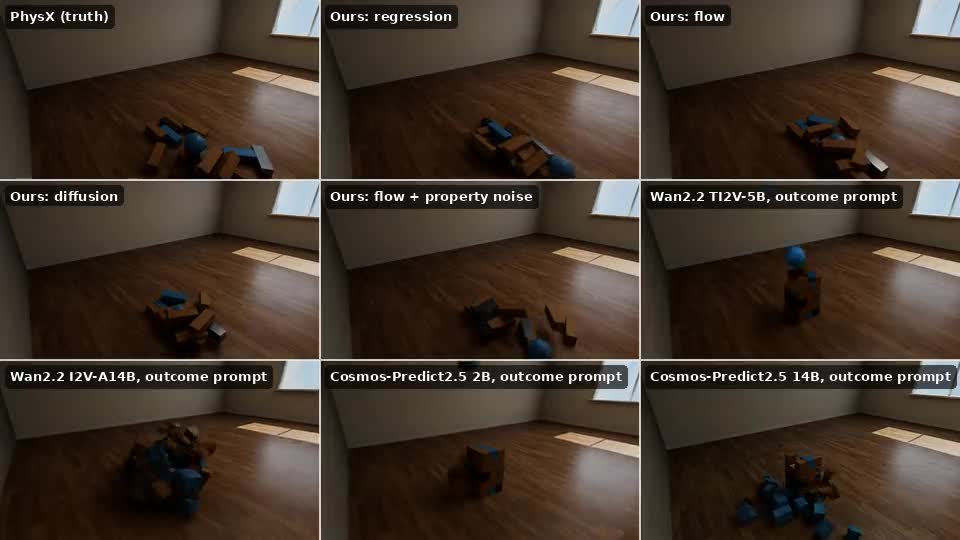 PhysX (truth)
Ours: regression
Ours: flow
Ours: diffusion
Ours: flow + property noise
Wan2.2 TI2V-5B, outcome prompt
Wan2.2 I2V-A14B, outcome prompt
Cosmos-Predict2.5 2B, outcome prompt
Cosmos-Predict2.5 14B, outcome prompt